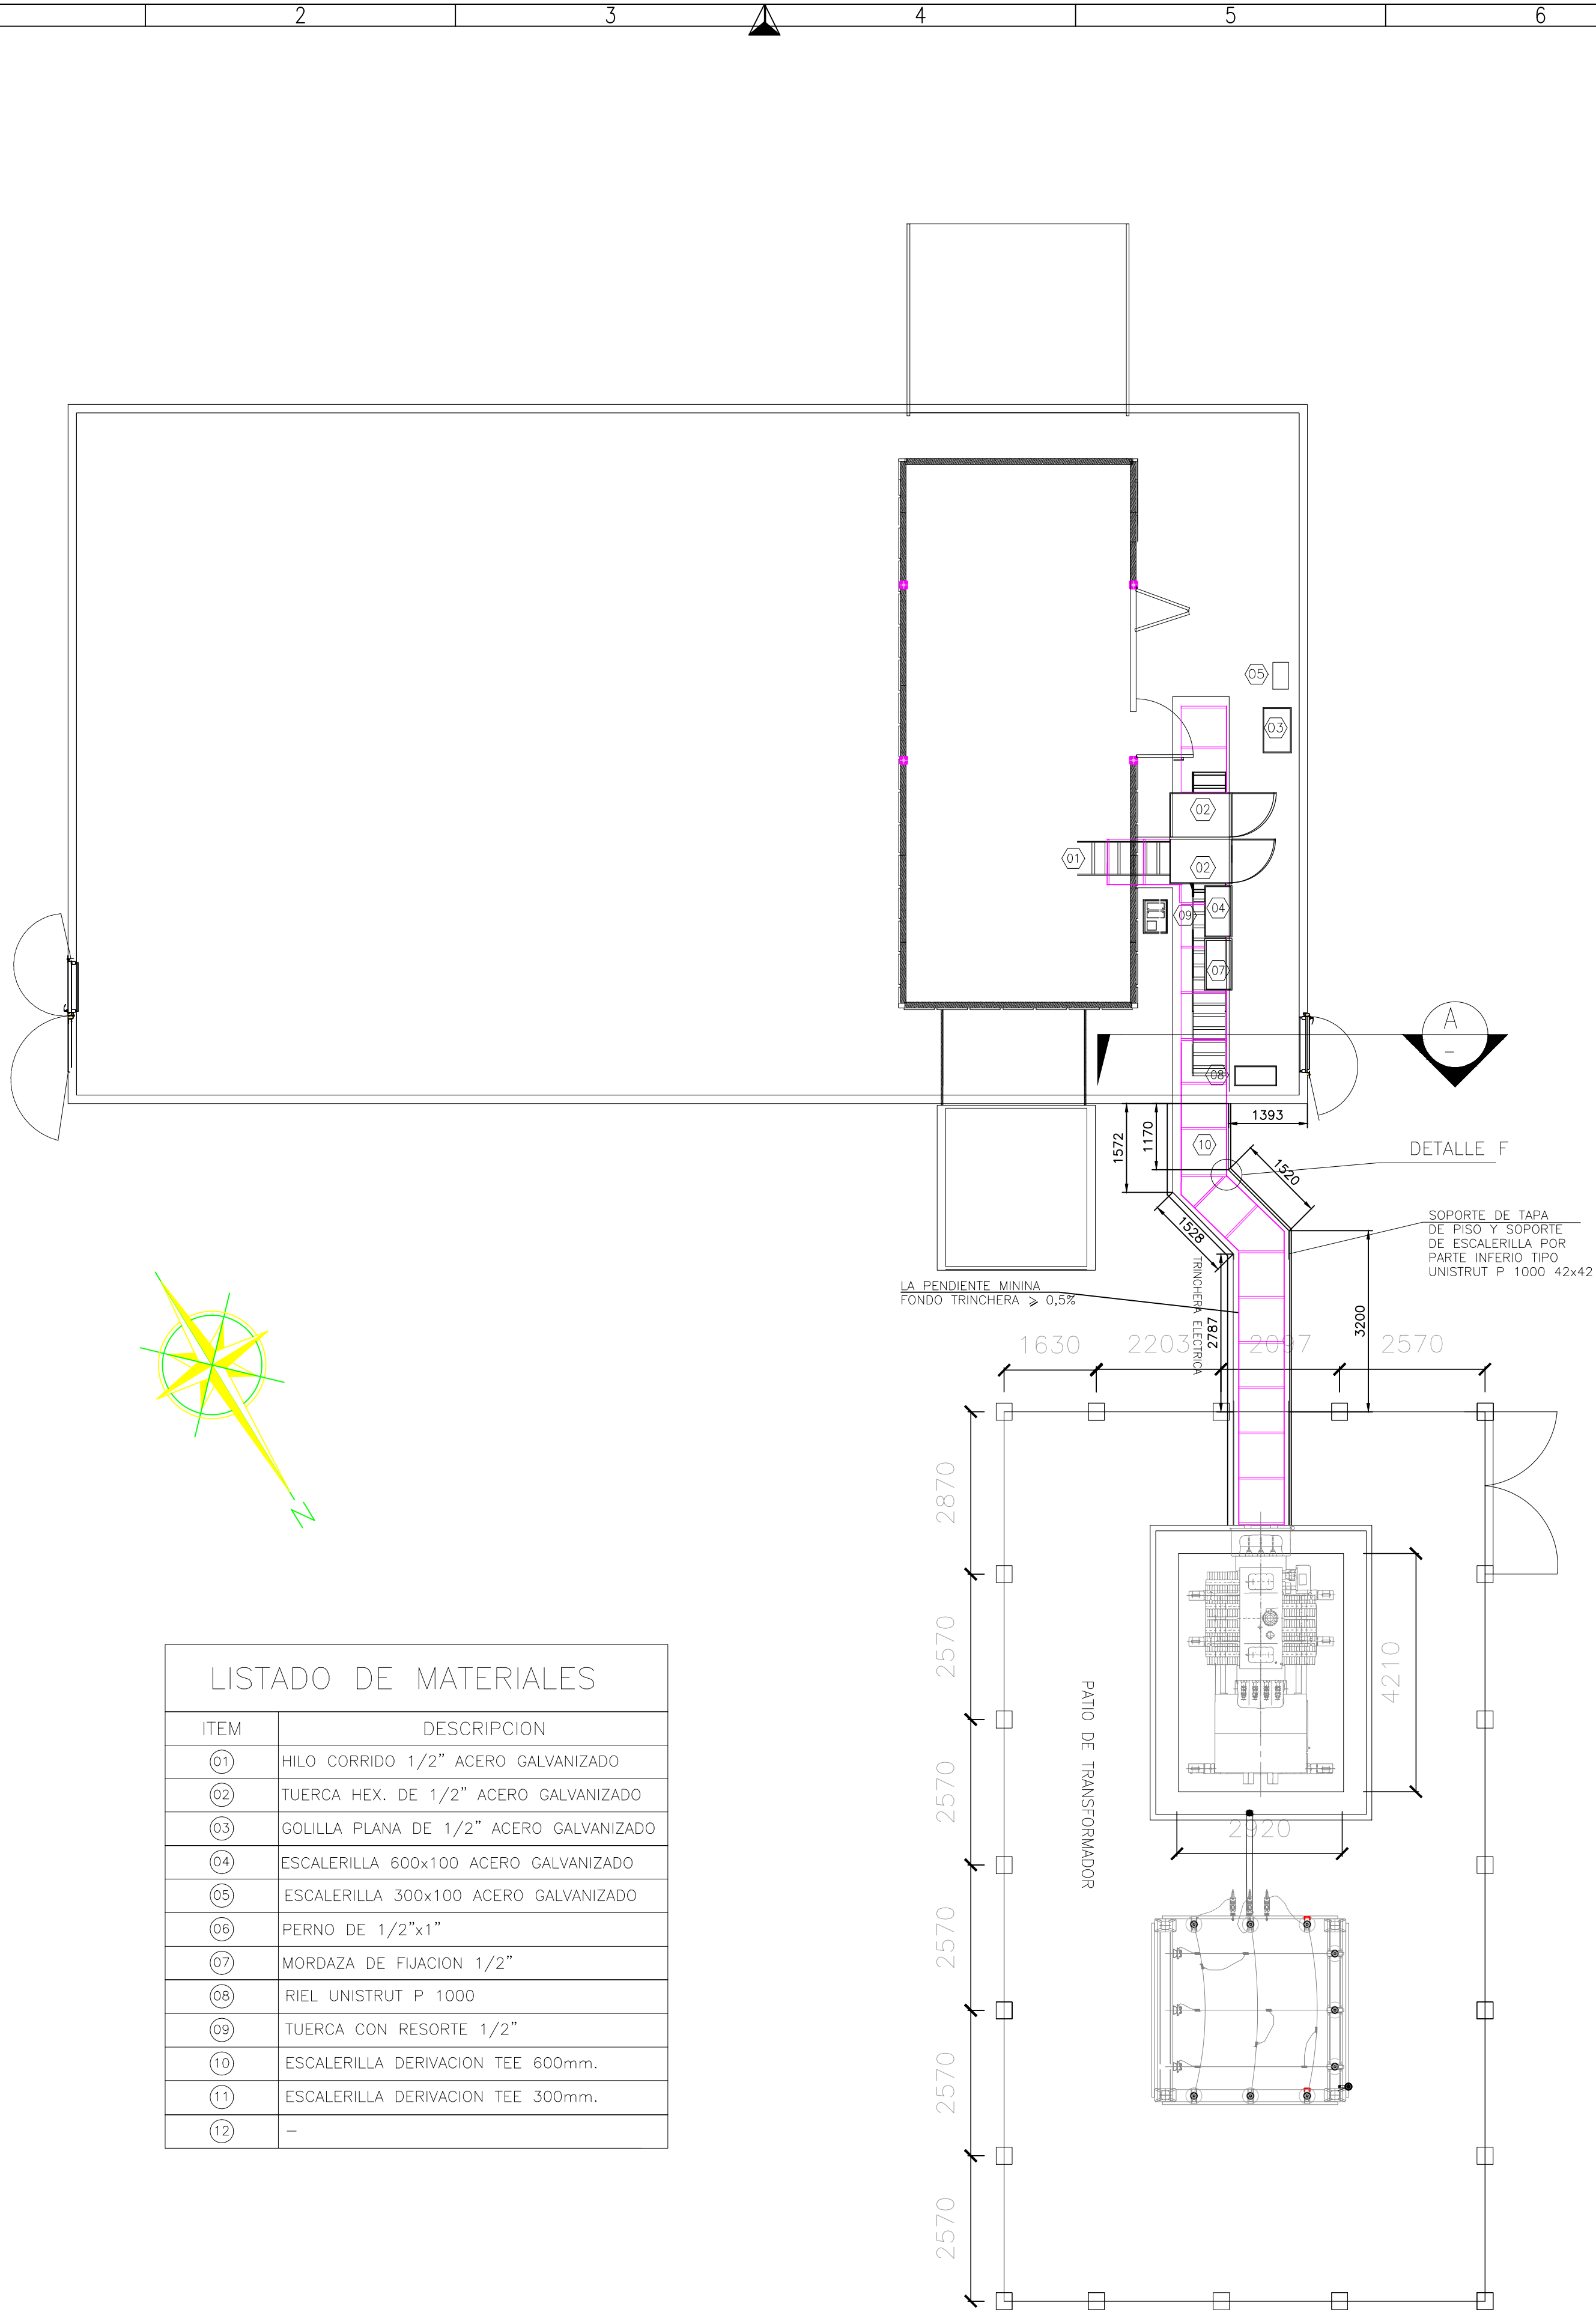 2
3
4
5
6
05
03
02
01
02
04
09
07
A
-
08
1393
1572
1170
10
DETALLE F
1520
1528
SOPORTE DE TAPA
DE PISO Y SOPORTE
DE ESCALERILLA POR
PARTE INFERIO TIPO
UNISTRUT P 1000 42x42
LA PENDIENTE MININA
FONDO TRINCHERA ⩾ 0,5%
TRINCHERA ELECTRICA
2787
3200
1630
2203
2097
2570
N
2870
2570
2570
2570
2570
2570
4210
PATIO DE TRANSFORMADOR
2920
LISTADO DE MATERIALES
ITEM DESCRIPCION
01 HILO CORRIDO 1/2" ACERO GALVANIZADO
02 TUERCA HEX. DE 1/2" ACERO GALVANIZADO
03 GOLILLA PLANA DE 1/2" ACERO GALVANIZADO
04 ESCALERILLA 600x100 ACERO GALVANIZADO
05 ESCALERILLA 300x100 ACERO GALVANIZADO
06 PERNO DE 1/2"x1"
07 MORDAZA DE FIJACION 1/2"
08 RIEL UNISTRUT P 1000
09 TUERCA CON RESORTE 1/2"
10 ESCALERILLA DERIVACION TEE 600mm.
11 ESCALERILLA DERIVACION TEE 300mm.
12 -